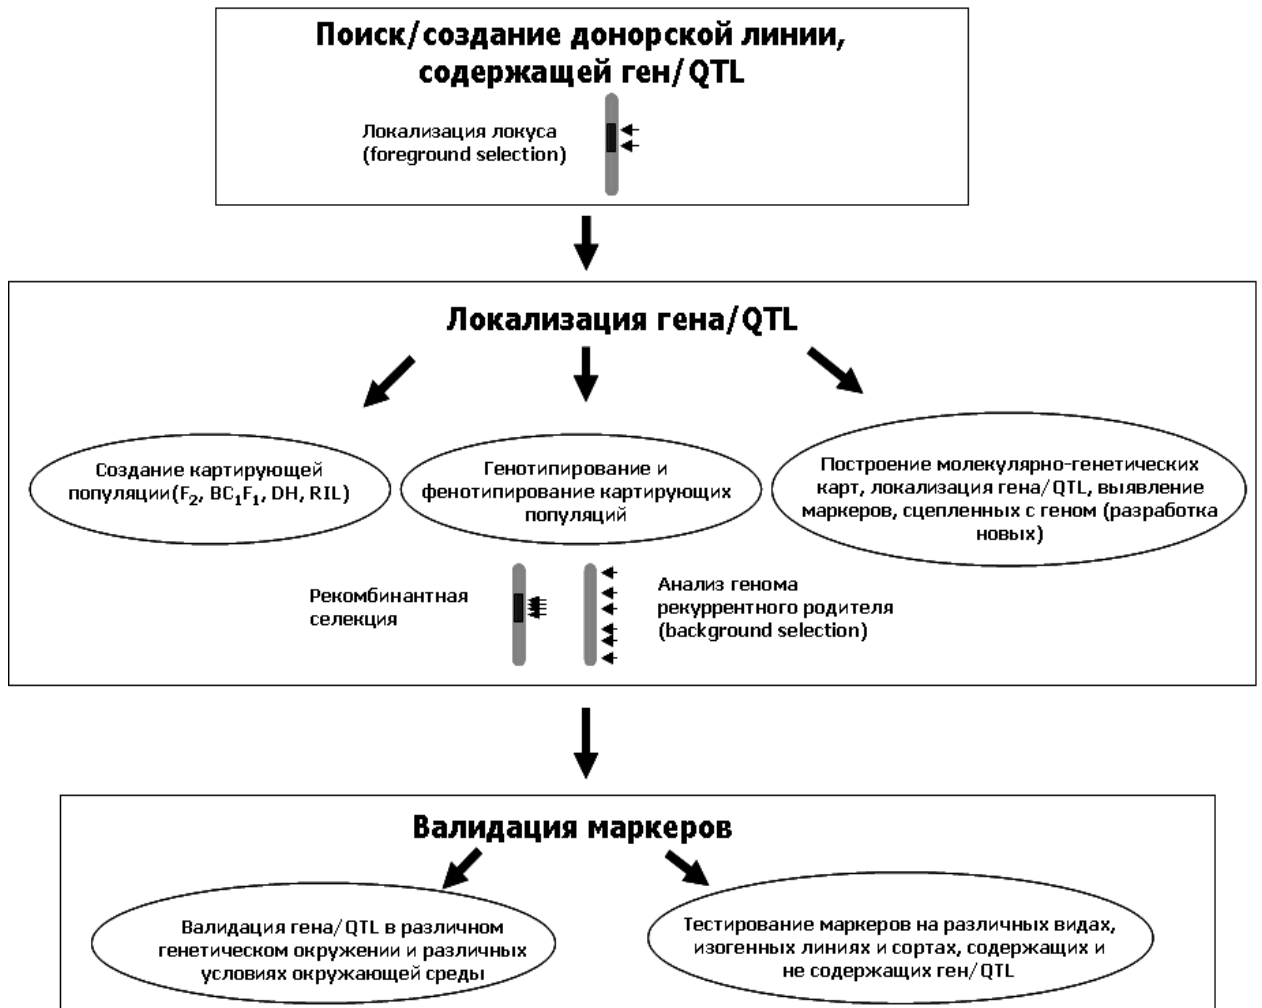 Поиск/создание донорской линии,
содержащей ген/QTL
Локализация локуса
(foreground selection)
Локализация гена/QTL
Создание картирующей
популяции(F₂, BC₁F₁, DH, RIL)
Генотипирование и
фенотипирование картирующих
популяций
Построение молекулярно-генетических
карт, локализация гена/QTL, выявление
маркеров, сцепленных с геном (разработка
новых)
Рекомбинантная
селекция
Анализ генома
рекуррентного родителя
(background selection)
Валидация маркеров
Валидация гена/QTL в различном
генетическом окружении и различных
условиях окружающей среды
Тестирование маркеров на различных видах,
изогенных линиях и сортах, содержащих и
не содержащих ген/QTL